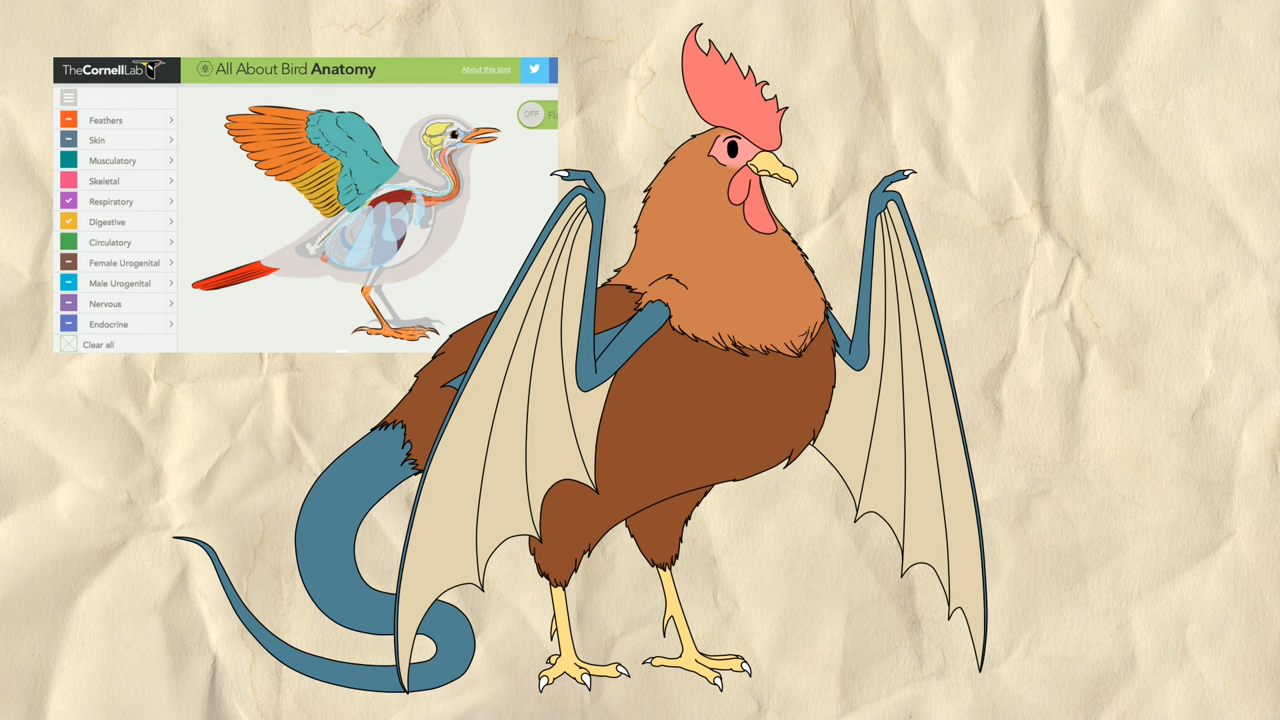 TheCornellLab
All About Bird Anatomy
About this bird
OFF
Feathers
Skin
Musculatory
Skeletal
Respiratory
Digestive
Circulatory
Female Urogenital
Male Urogenital
Nervous
Endocrine
Clear all